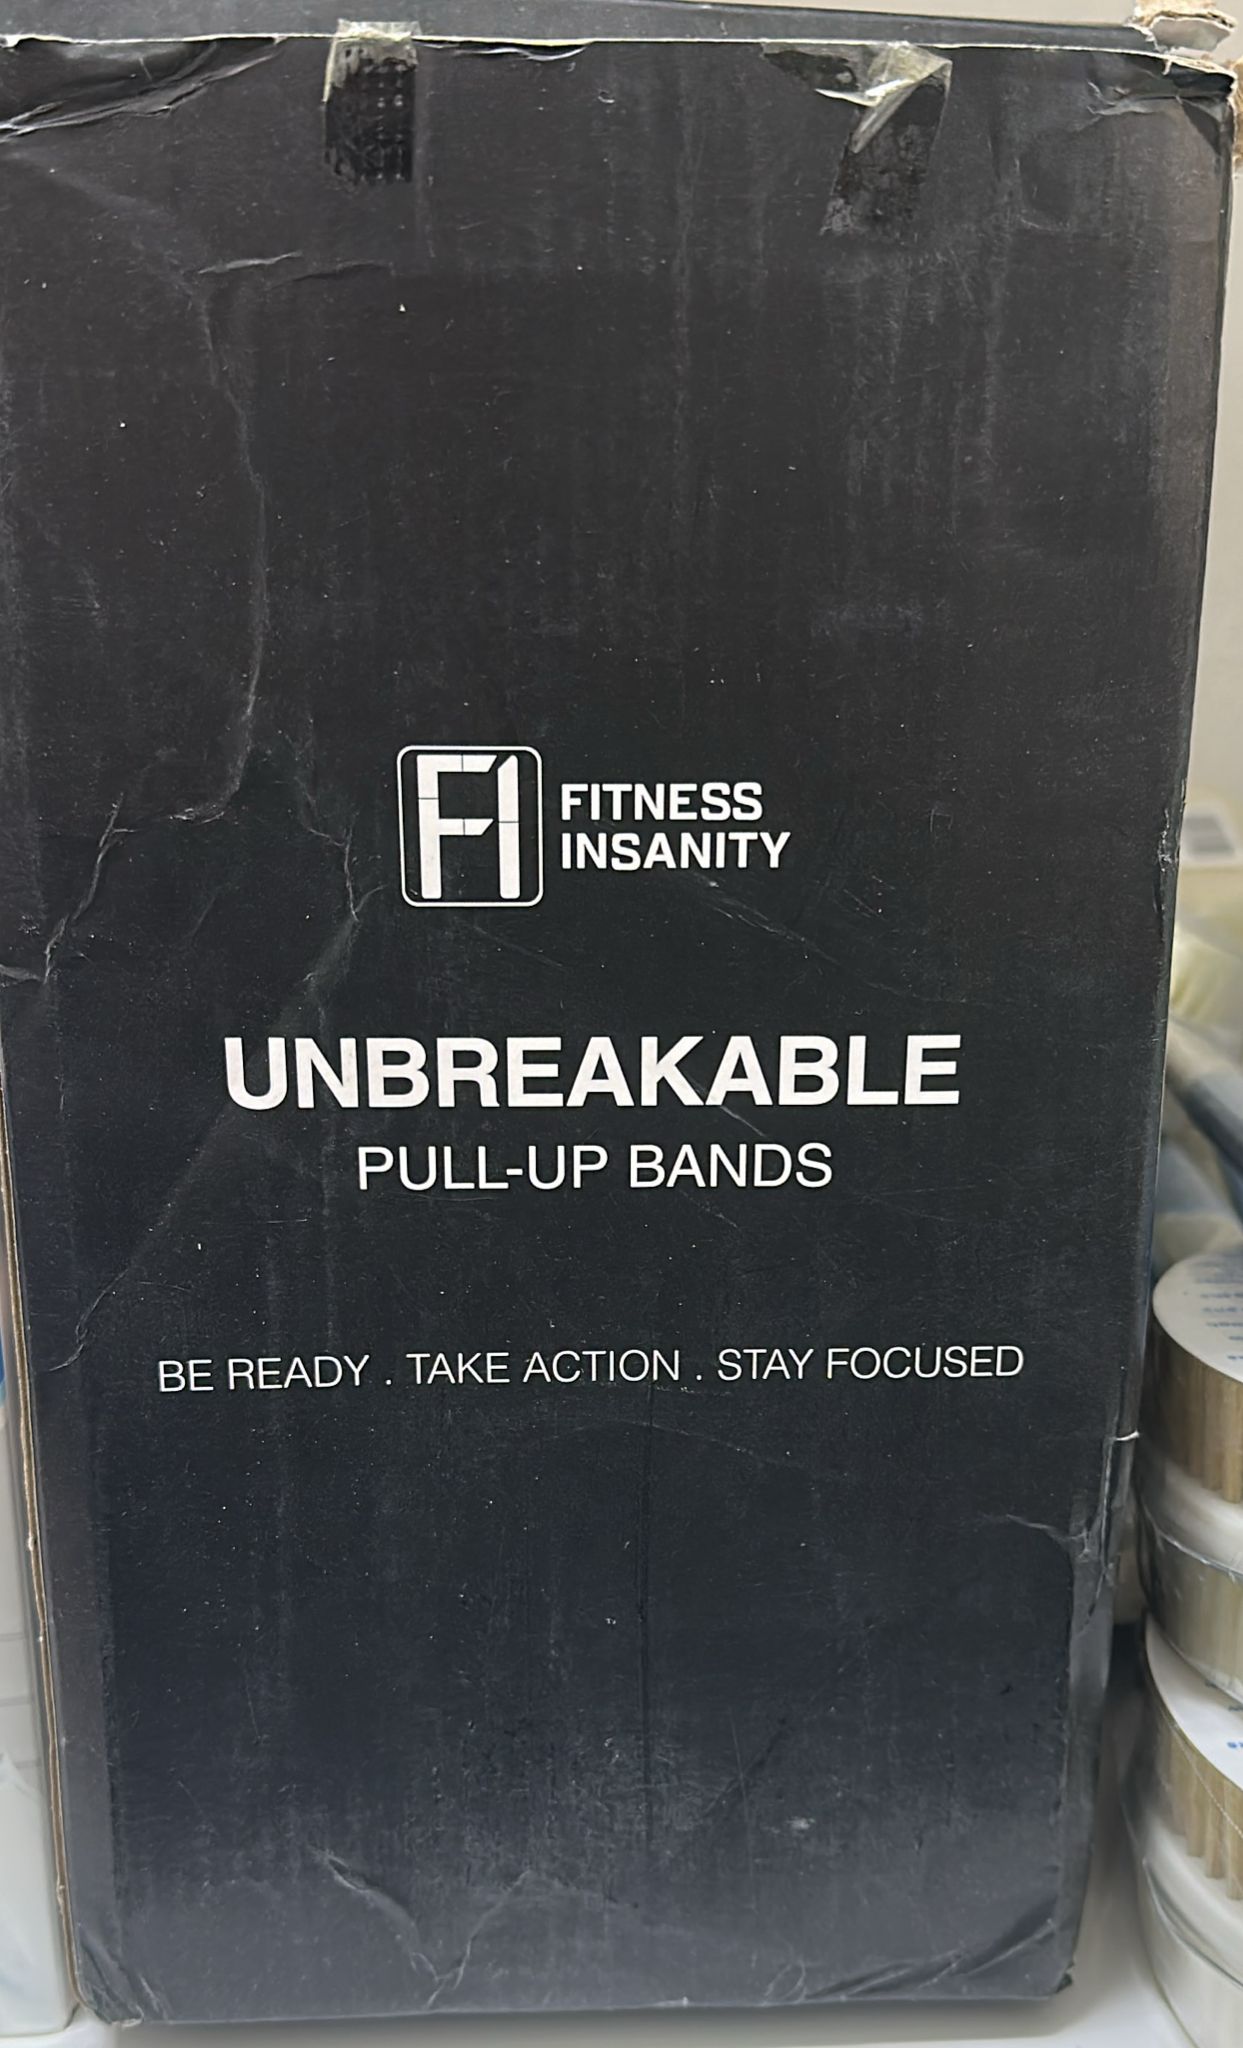 FI
FITNESS
INSANITY
UNBREAKABLE
PULL-UP BANDS
BE READY . TAKE ACTION . STAY FOCUSED